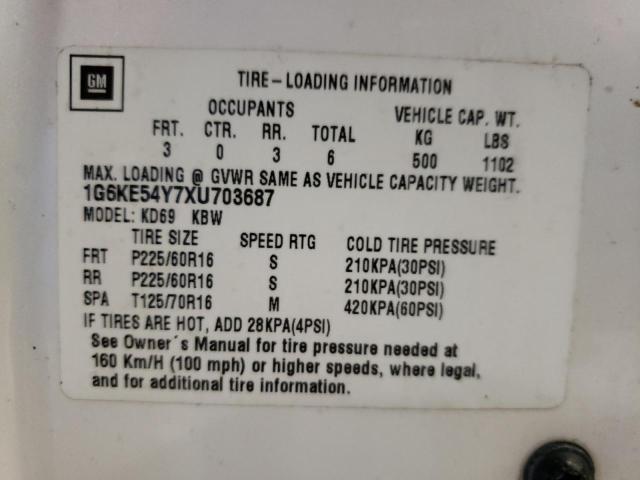 GM
TIRE-LOADING INFORMATION
OCCUPANTS VEHICLE CAP. WT.
FRT. CTR. RR. TOTAL KG LBS
3 0 3 6 500 1102
MAX. LOADING @ GVWR SAME AS VEHICLE CAPACITY WEIGHT.
1G6KE54Y7XU703687
MODEL: KD69 KBW
TIRE SIZE SPEED RTG COLD TIRE PRESSURE
FRT P225/60R16 S 210KPA(30PSI)
RR P225/60R16 S 210KPA(30PSI)
SPA T125/70R16 M 420KPA(60PSI)
IF TIRES ARE HOT, ADD 28KPA(4PSI)
See Owner´s Manual for tire pressure needed at
160 Km/H (100 mph) or higher speeds, where legal,
and for additional tire information.